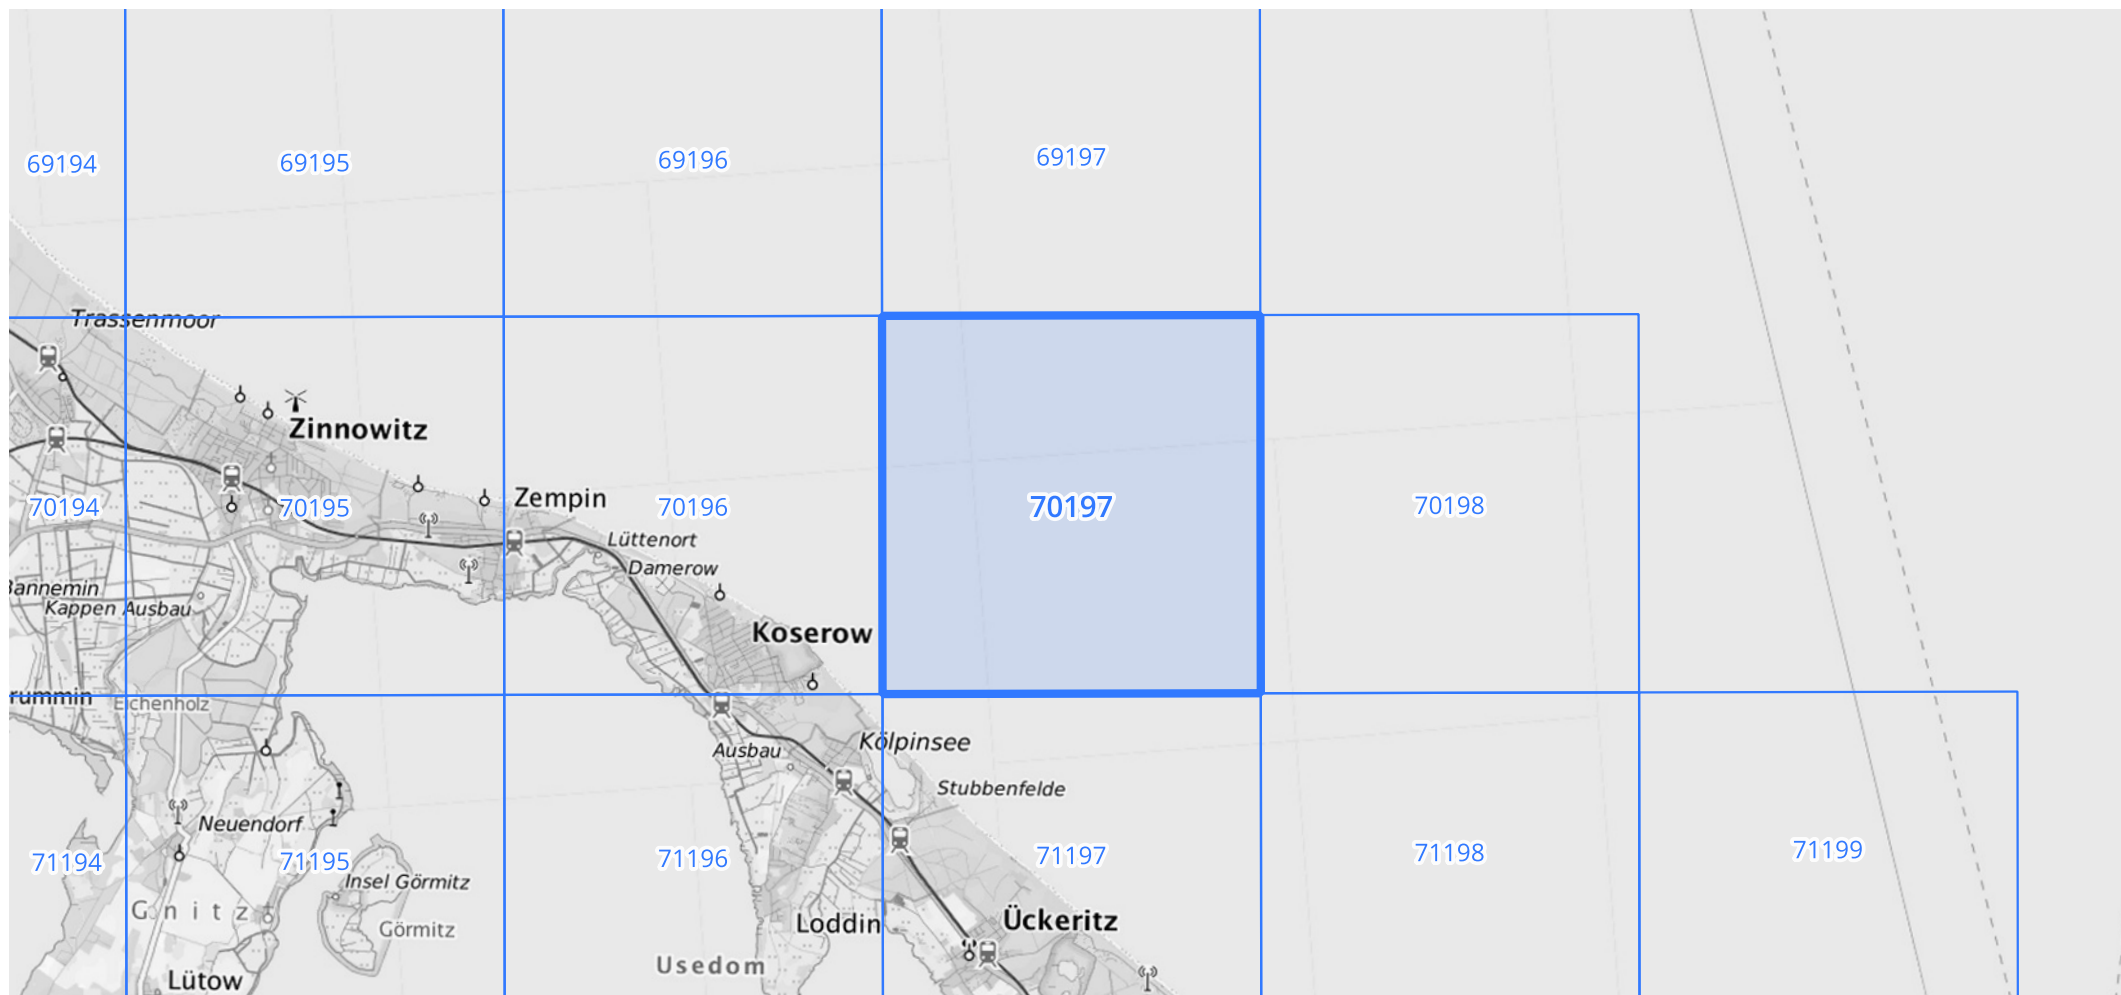 69194
69195
69196
69197
Trassenmoor
Zinnowitz
Zempin
70194
70195
70196
70197
70198
Lüttenort
Damerow
Bannemin
Kappen Ausbau
Koserow
rummin
Eichenholz
Ausbau
Kölpinsee
Stubbenfelde
Neuendorf
71194
71195
71196
71197
71198
71199
Insel Görmitz
Gnitz
Görmitz
Loddin
Ückeritz
Usedom
Lütow